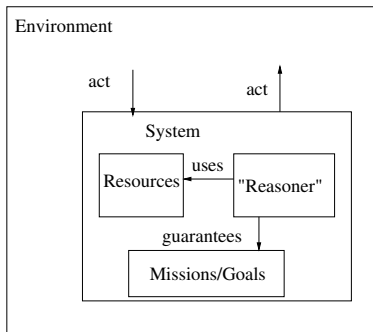 Environment
act
act
System
Resources
uses
"Reasoner"
guarantees
Missions/Goals